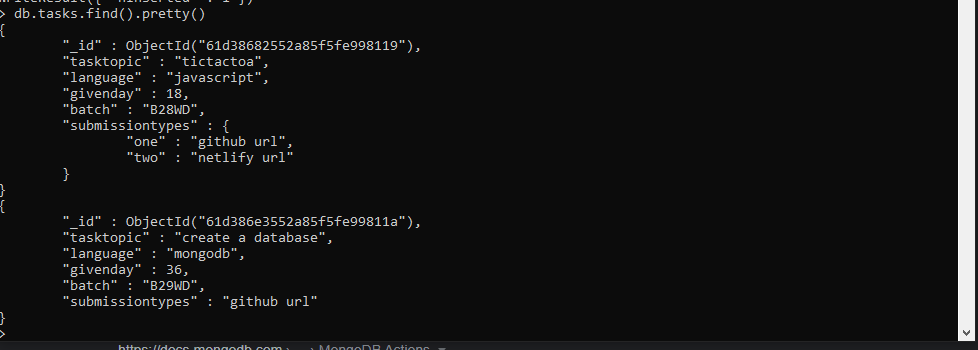 WriteResult({ "nInserted" : 1 })
> db.tasks.find().pretty()
{
"_id" : ObjectId("61d38682552a85f5fe998119"),
"tasktopic" : "tictactoa",
"language" : "javascript",
"givenday" : 18,
"batch" : "B28WD",
"submissiontypes" : {
"one" : "github url",
"two" : "netlify url"
}
}
{
"_id" : ObjectId("61d386e3552a85f5fe99811a"),
"tasktopic" : "create a database",
"language" : "mongodb",
"givenday" : 36,
"batch" : "B29WD",
"submissiontypes" : "github url"
}
>
https://docs.mongodb.com › ... › MongoDB Actions